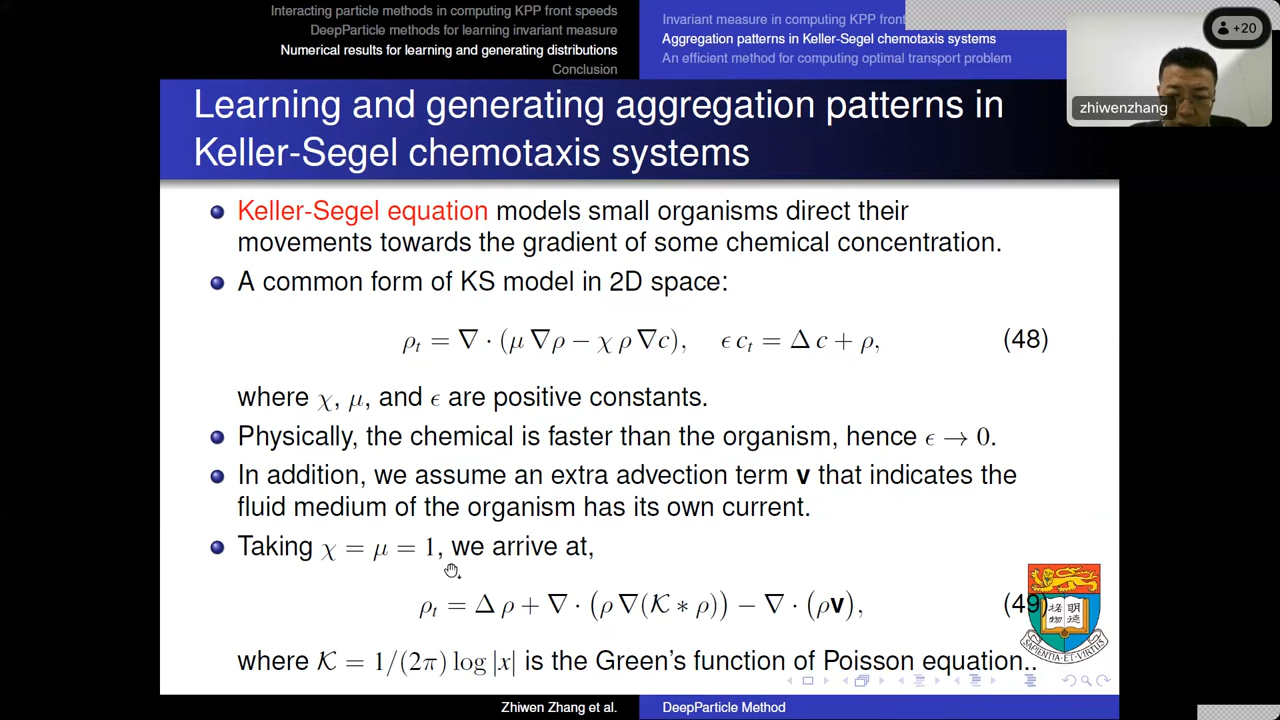 Interacting particle methods in computing KPP front speeds
DeepParticle methods for learning invariant measure
Numerical results for learning and generating distributions
Conclusion
Invariant measure in computing KPP front
Aggregation patterns in Keller-Segel chemotaxis systems
An efficient method for computing optimal transport problem
+20
zhiwenzhang
Learning and generating aggregation patterns in
Keller-Segel chemotaxis systems
Keller-Segel equation models small organisms direct their
movements towards the gradient of some chemical concentration.
A common form of KS model in 2D space:
ρₜ = ∇ · (μ ∇ρ − χ ρ ∇c), ϵ cₜ = Δ c + ρ, (48)
where χ, μ, and ϵ are positive constants.
Physically, the chemical is faster than the organism, hence ϵ → 0.
In addition, we assume an extra advection term v that indicates the
fluid medium of the organism has its own current.
Taking χ = μ = 1, we arrive at,
ρₜ = Δ ρ + ∇ · (ρ ∇(𝒦 ∗ ρ)) − ∇ · (ρv), (49)
where 𝒦 = 1/(2π) log |x| is the Green's function of Poisson equation..
Zhiwen Zhang et al.
DeepParticle Method